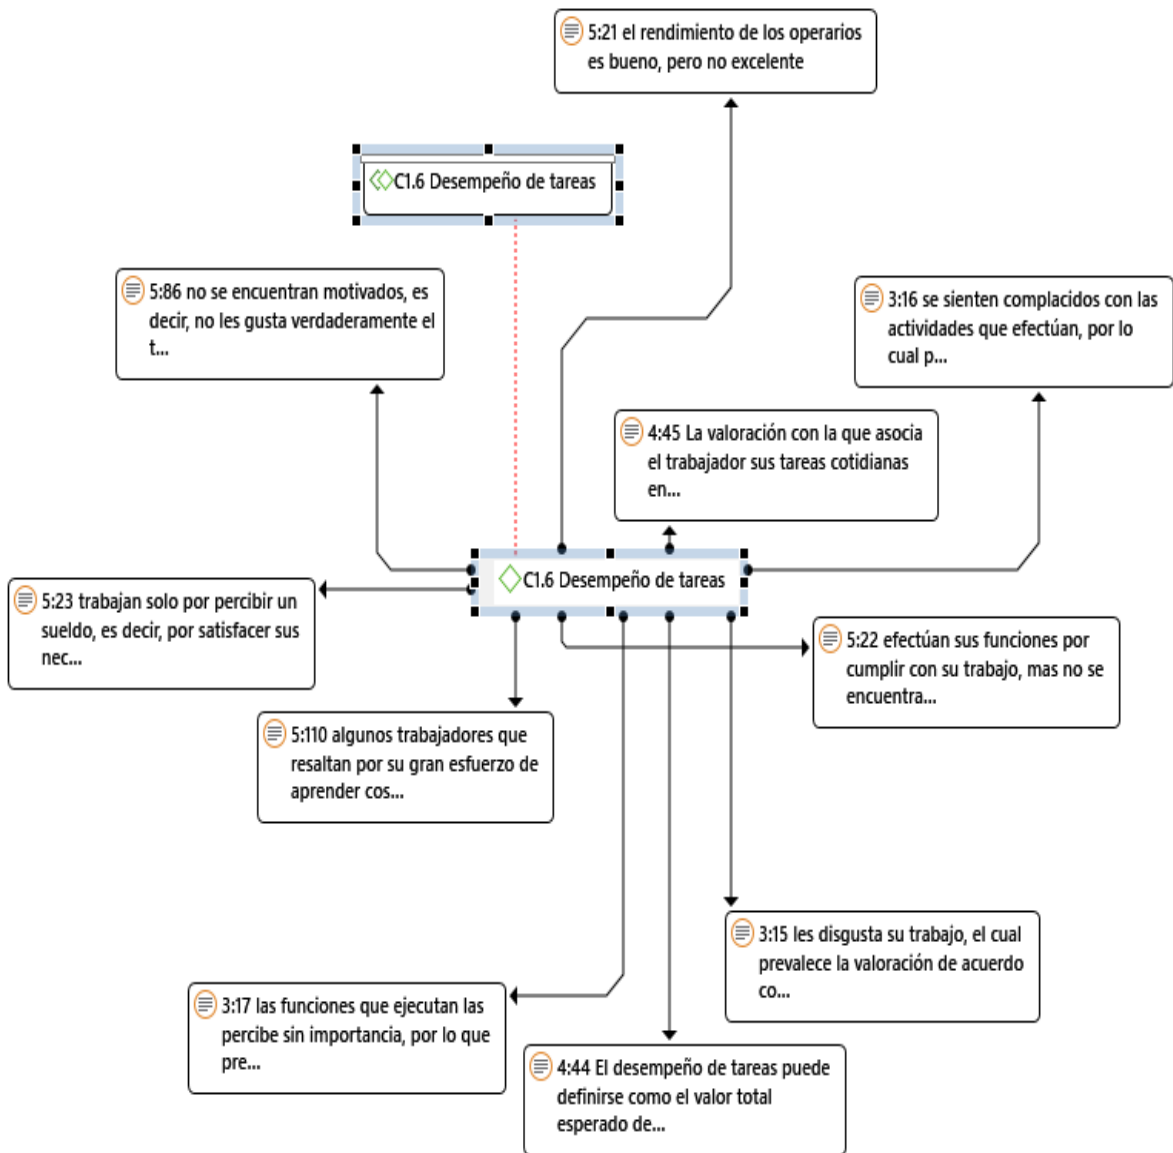 5:21 el rendimiento de los operarios
es bueno, pero no excelente
C1.6 Desempeño de tareas
5:86 no se encuentran motivados, es
decir, no les gusta verdaderamente el
t...
3:16 se sienten complacidos con las
actividades que efectúan, por lo
cual p...
4:45 La valoración con la que asocia
el trabajador sus tareas cotidianas
en...
C1.6 Desempeño de tareas
5:23 trabajan solo por percibir un
sueldo, es decir, por satisfacer sus
nec...
5:22 efectúan sus funciones por
cumplir con su trabajo, mas no se
encuentra...
5:110 algunos trabajadores que
resaltan por su gran esfuerzo de
aprender cos...
3:15 les disgusta su trabajo, el cual
prevalece la valoración de acuerdo
co...
3:17 las funciones que ejecutan las
percibe sin importancia, por lo que
pre...
4:44 El desempeño de tareas puede
definirse como el valor total
esperado de...